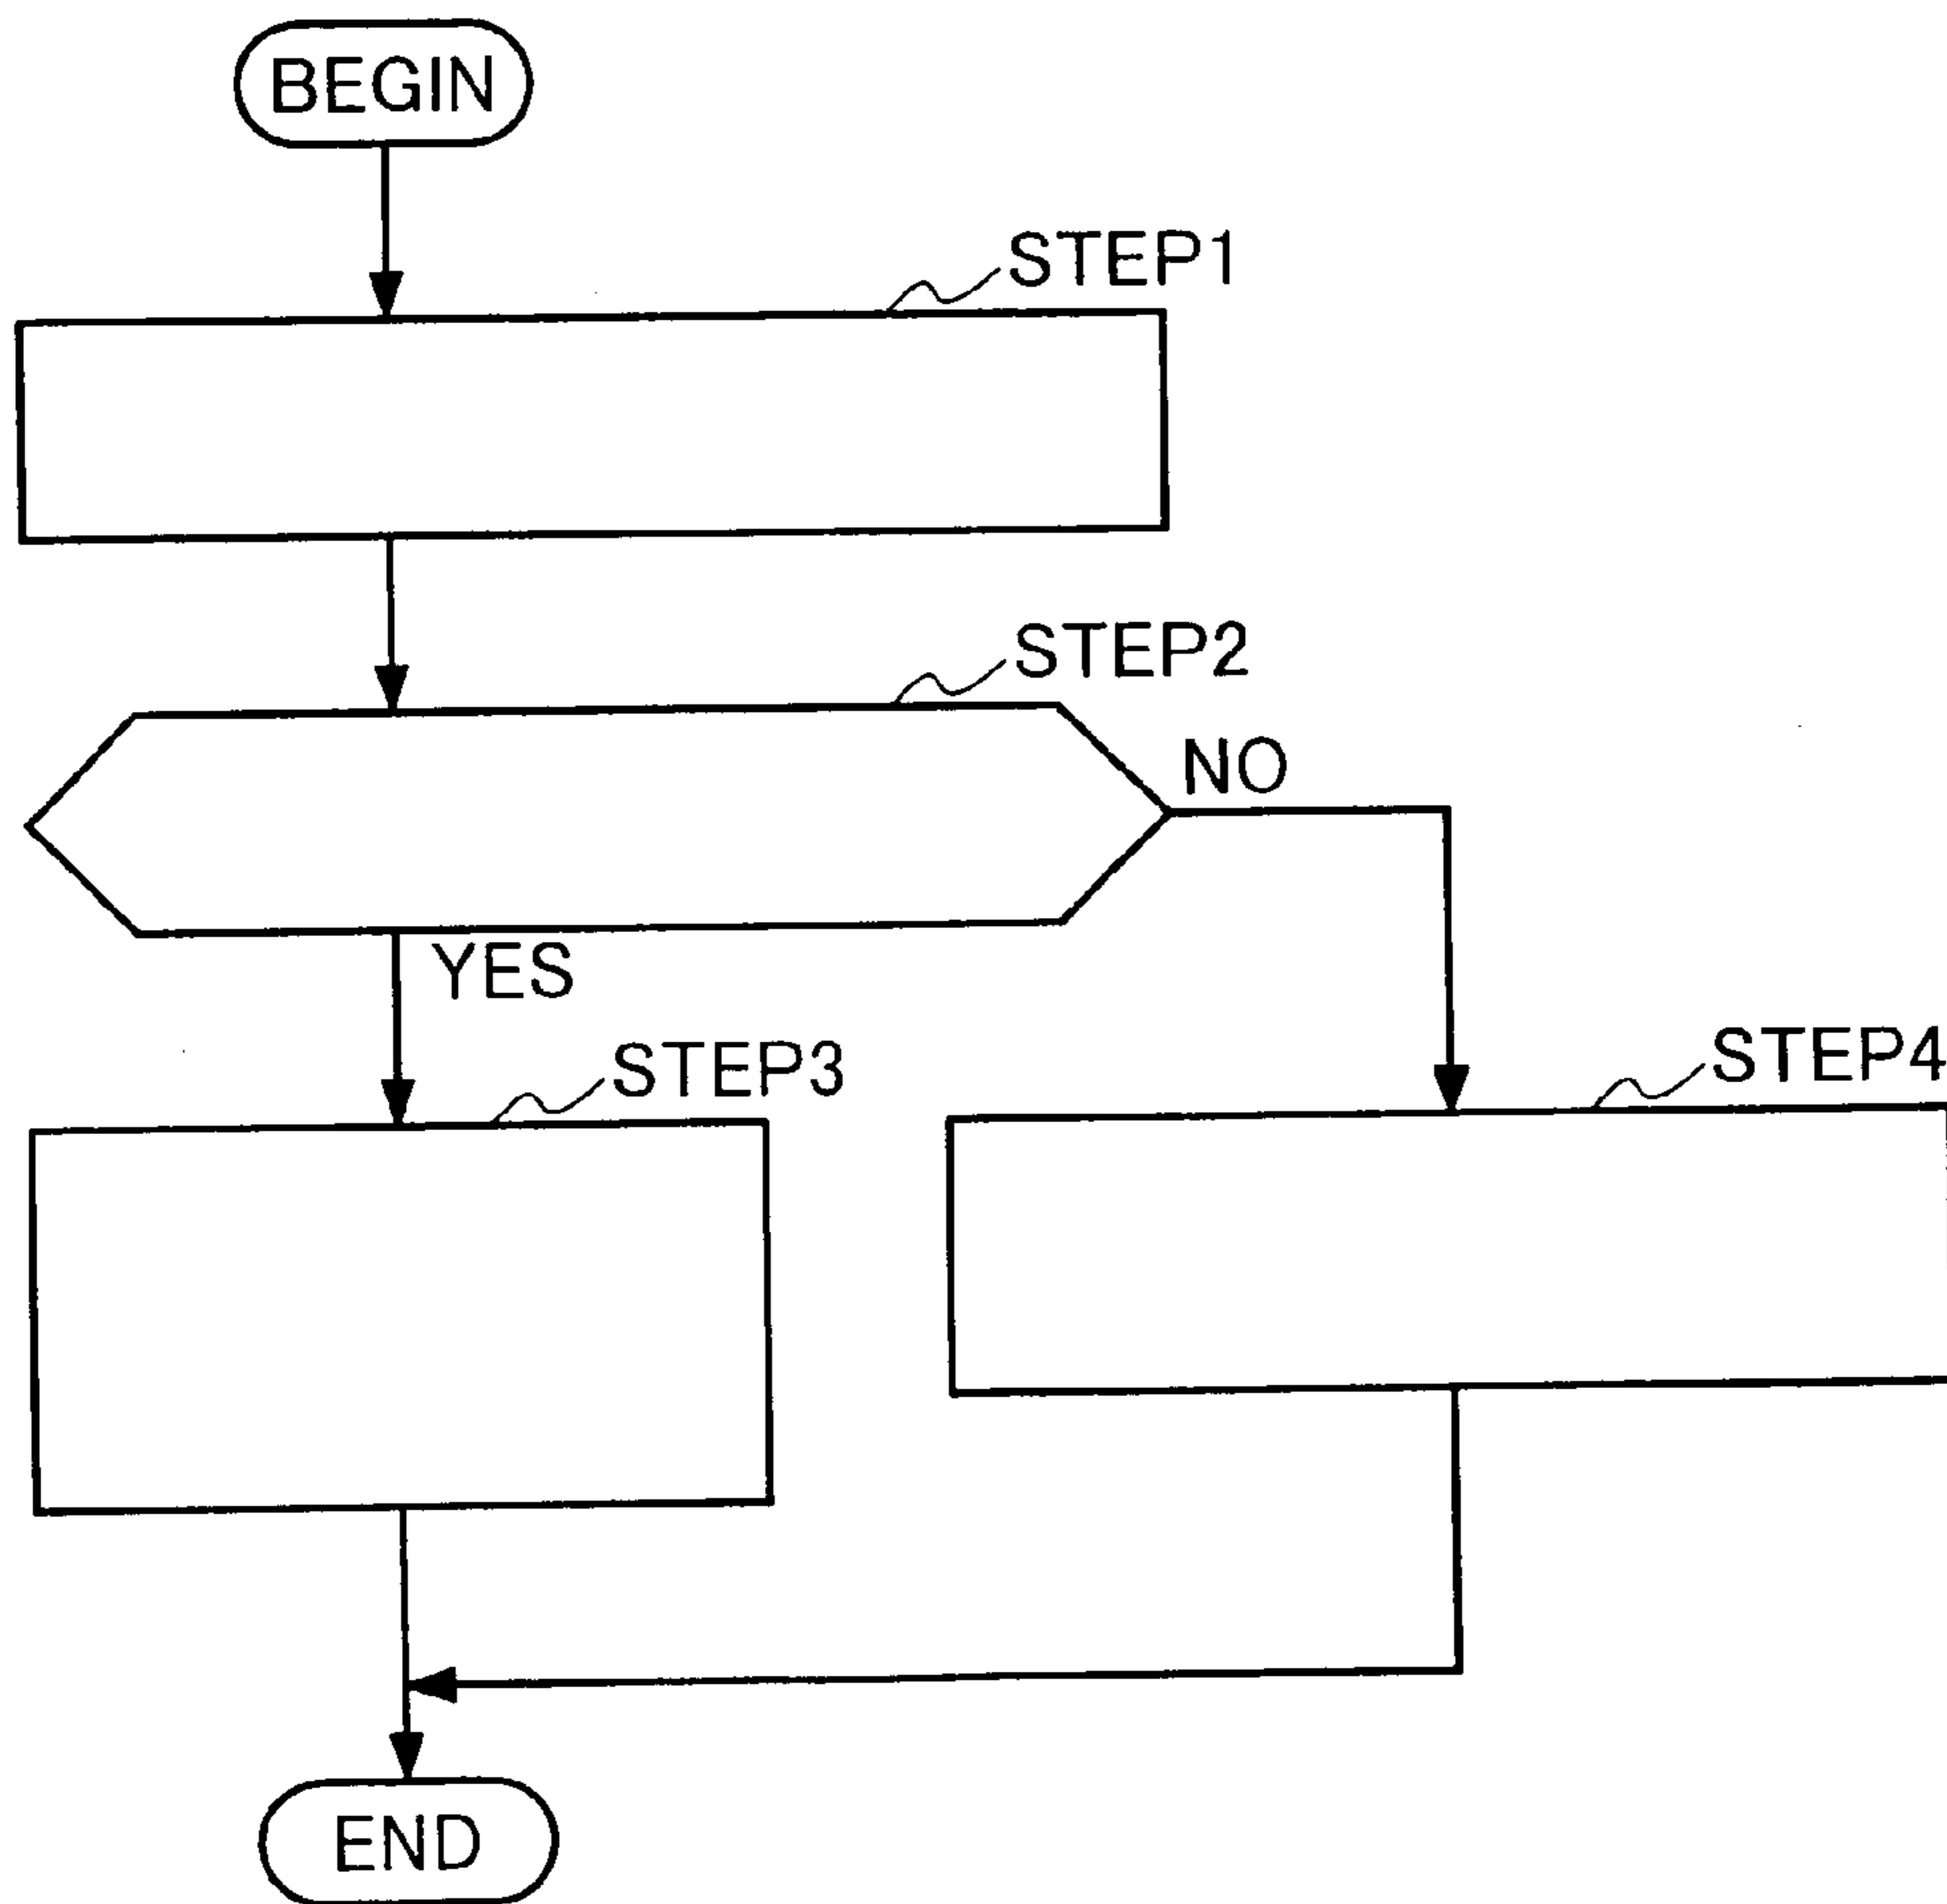 BEGIN
STEP1
STEP2
NO
YES
STEP3
STEP4
END